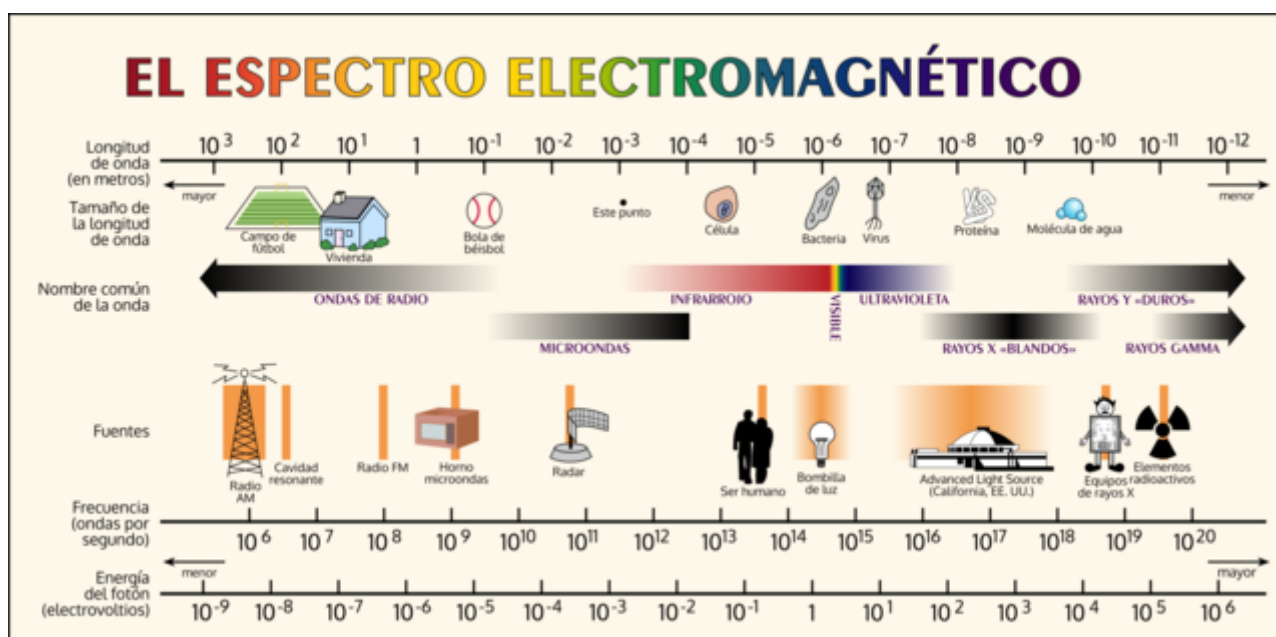 EL ESPECTRO ELECTROMAGNÉTICO
Longitud
de onda
(en metros)
10³ 10² 10¹ 1 10⁻¹ 10⁻² 10⁻³ 10⁻⁴ 10⁻⁵ 10⁻⁶ 10⁻⁷ 10⁻⁸ 10⁻⁹ 10⁻¹⁰ 10⁻¹¹ 10⁻¹²
mayor
menor
Tamaño de
la longitud
de onda
Campo de
fútbol
Vivienda
Bola de
béisbol
Este punto
Célula
Bacteria
Virus
Proteína
Molécula de agua
Nombre común
de la onda
ONDAS DE RADIO
INFRARROJO
VISIBLE
ULTRAVIOLETA
RAYOS Y «DUROS»
MICROONDAS
RAYOS X «BLANDOS»
RAYOS GAMMA
Fuentes
Radio
AM
Cavidad
resonante
Radio FM
Horno
microondas
Radar
Ser humano
Bombilla
de luz
Advanced Light Source
(California, EE. UU.)
Equipos
de rayos X
Elementos
radioactivos
Frecuencia
(ondas por
segundo)
10⁶ 10⁷ 10⁸ 10⁹ 10¹⁰ 10¹¹ 10¹² 10¹³ 10¹⁴ 10¹⁵ 10¹⁶ 10¹⁷ 10¹⁸ 10¹⁹ 10²⁰
menor
mayor
Energía
del fotón
(electrovoltios)
10⁻⁹ 10⁻⁸ 10⁻⁷ 10⁻⁶ 10⁻⁵ 10⁻⁴ 10⁻³ 10⁻² 10⁻¹ 1 10¹ 10² 10³ 10⁴ 10⁵ 10⁶